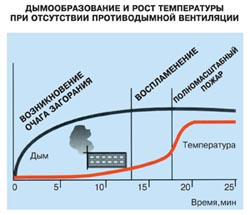 ДЫМООБРАЗОВАНИЕ И РОСТ ТЕМПЕРАТУРЫ
ПРИ ОТСУТСТВИИ ПРОТИВОДЫМНОЙ ВЕНТИЛЯЦИИ
ВОЗНИКНОВЕНИЕ
ОЧАГА ЗАГОРАНИЯ
ВОСПЛАМЕНЕНИЕ
ПОЛНОМАСШТАБНЫЙ
ПОЖАР
Дым
Температура
0 5 10 15 20 25
Время,мин